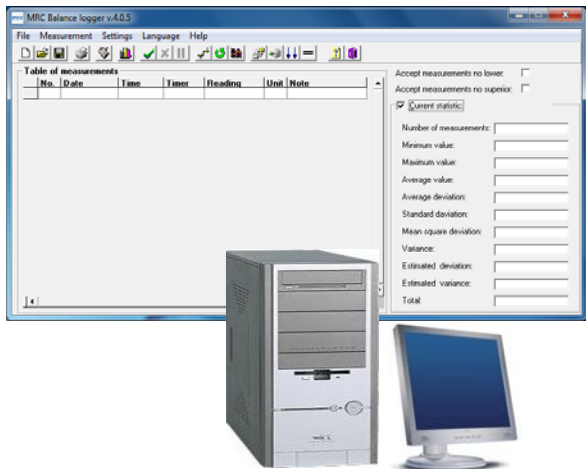 MRC Balance logger v.4.0.5
File Measurement Settings Language Help
Table of measurements
No. Date Time Timer Reading Unit Note
Accept measurements no lower:
Accept measurements no superior:
Current statistic:
Number of measurements:
Minimum value:
Maximum value:
Average value:
Average deviation:
Standard daviation:
Mean square deviation:
Variance:
Estimated deviation:
Estimated variance:
Total: